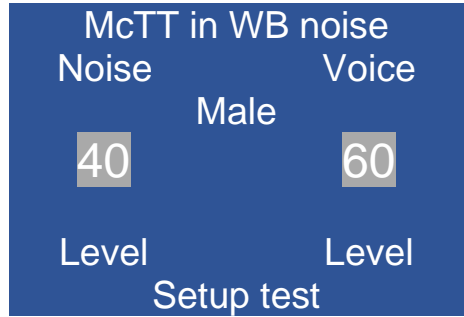 McTT in WB noise
Noise Voice
Male
40 60
Level Level
Setup test